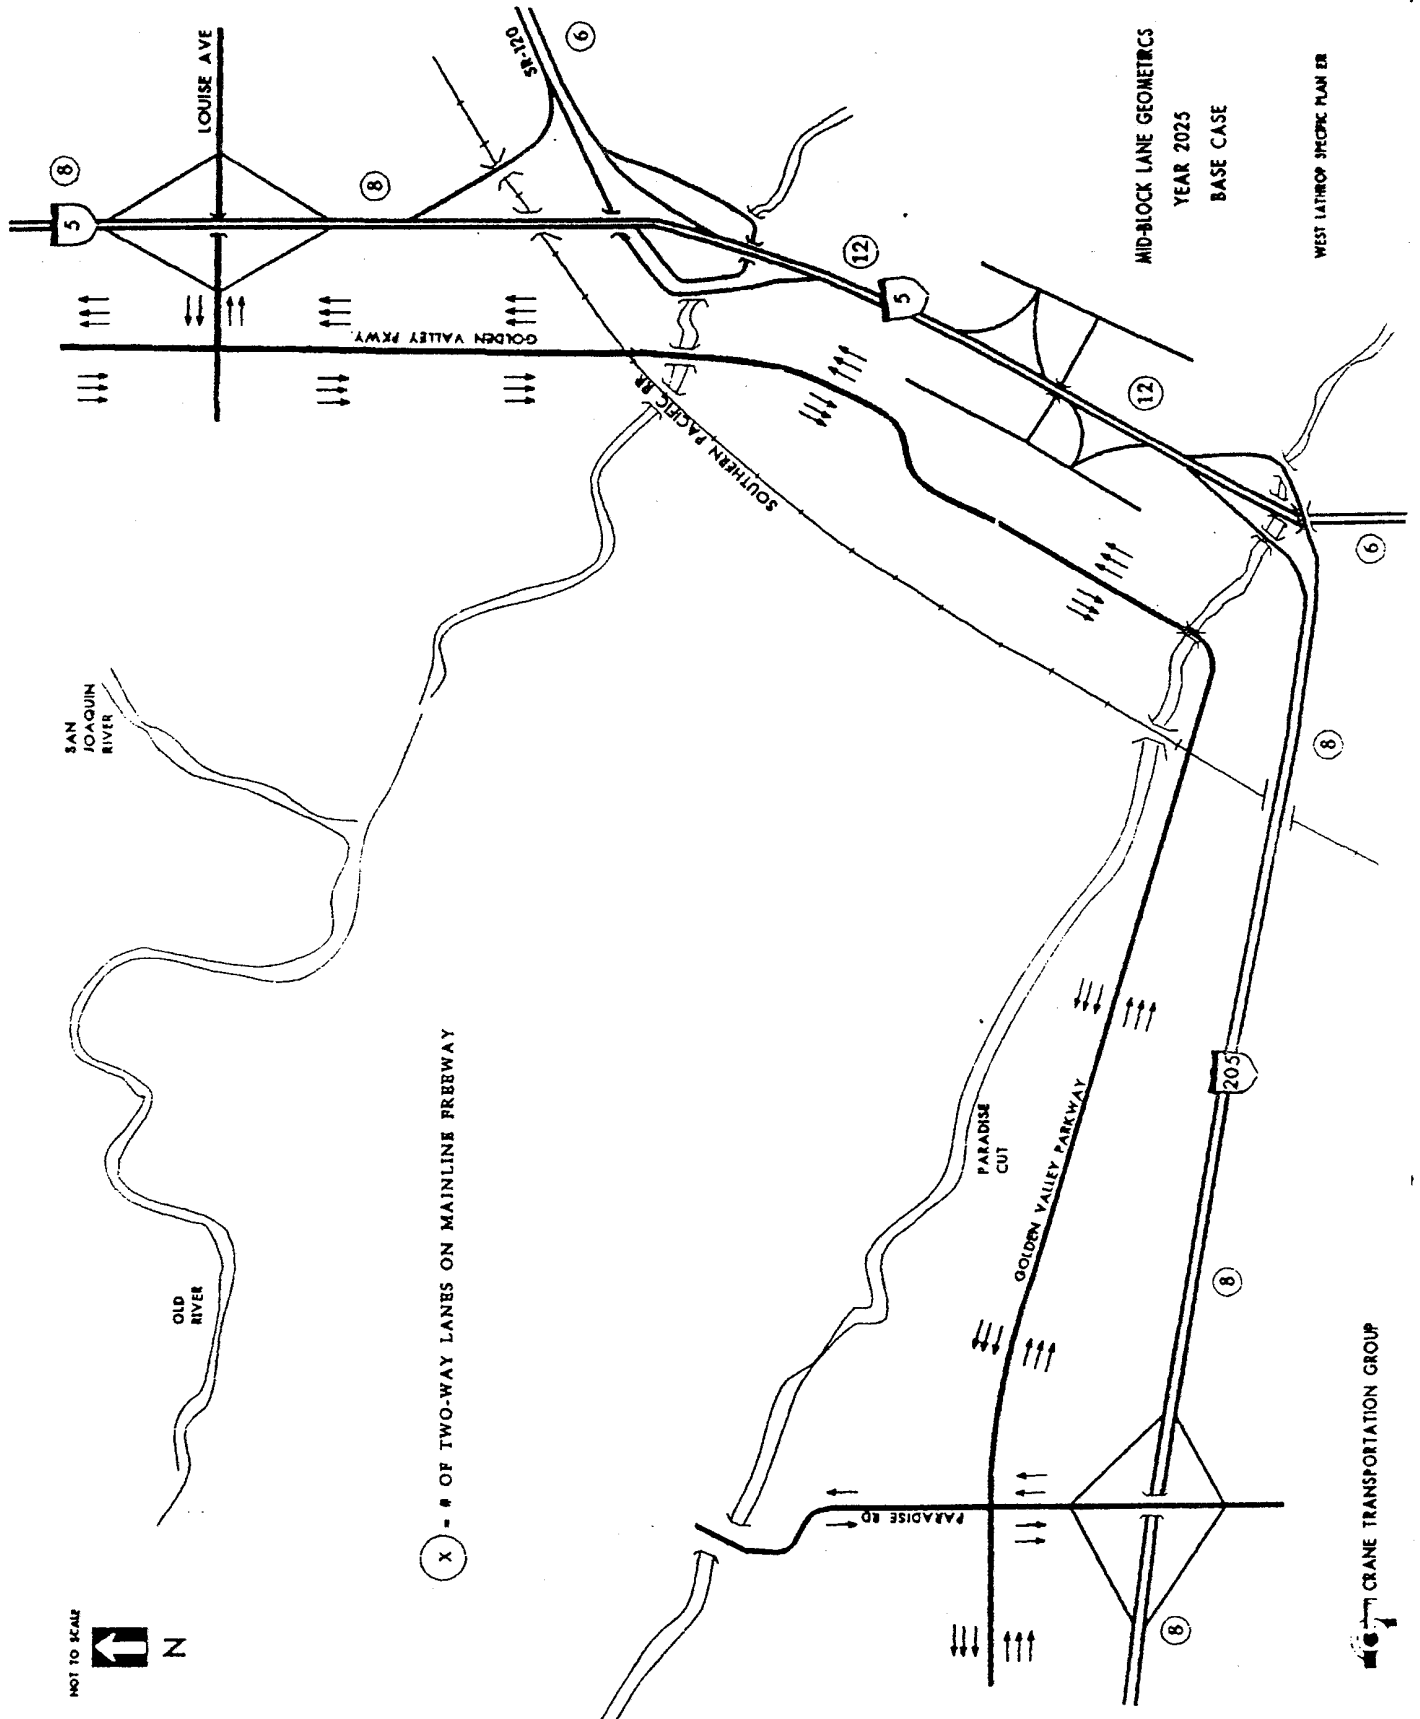 NOT TO SCALE
N
SAN
JOAQUIN
RIVER
OLD
RIVER
X = # OF TWO-WAY LANES ON MAINLINE FREEWAY
LOUISE AVE
8
5
8
SR-120
6
GOLDEN VALLEY PKWY
SOUTHERN PACIFIC RR
12
5
12
6
8
PARADISE
CUT
GOLDEN VALLEY PARKWAY
205
8
PARADISE RD
8
MID-BLOCK LANE GEOMETRICS
YEAR 2025
BASE CASE
WEST LATHROP SPECIFIC PLAN EIR
CRANE TRANSPORTATION GROUP